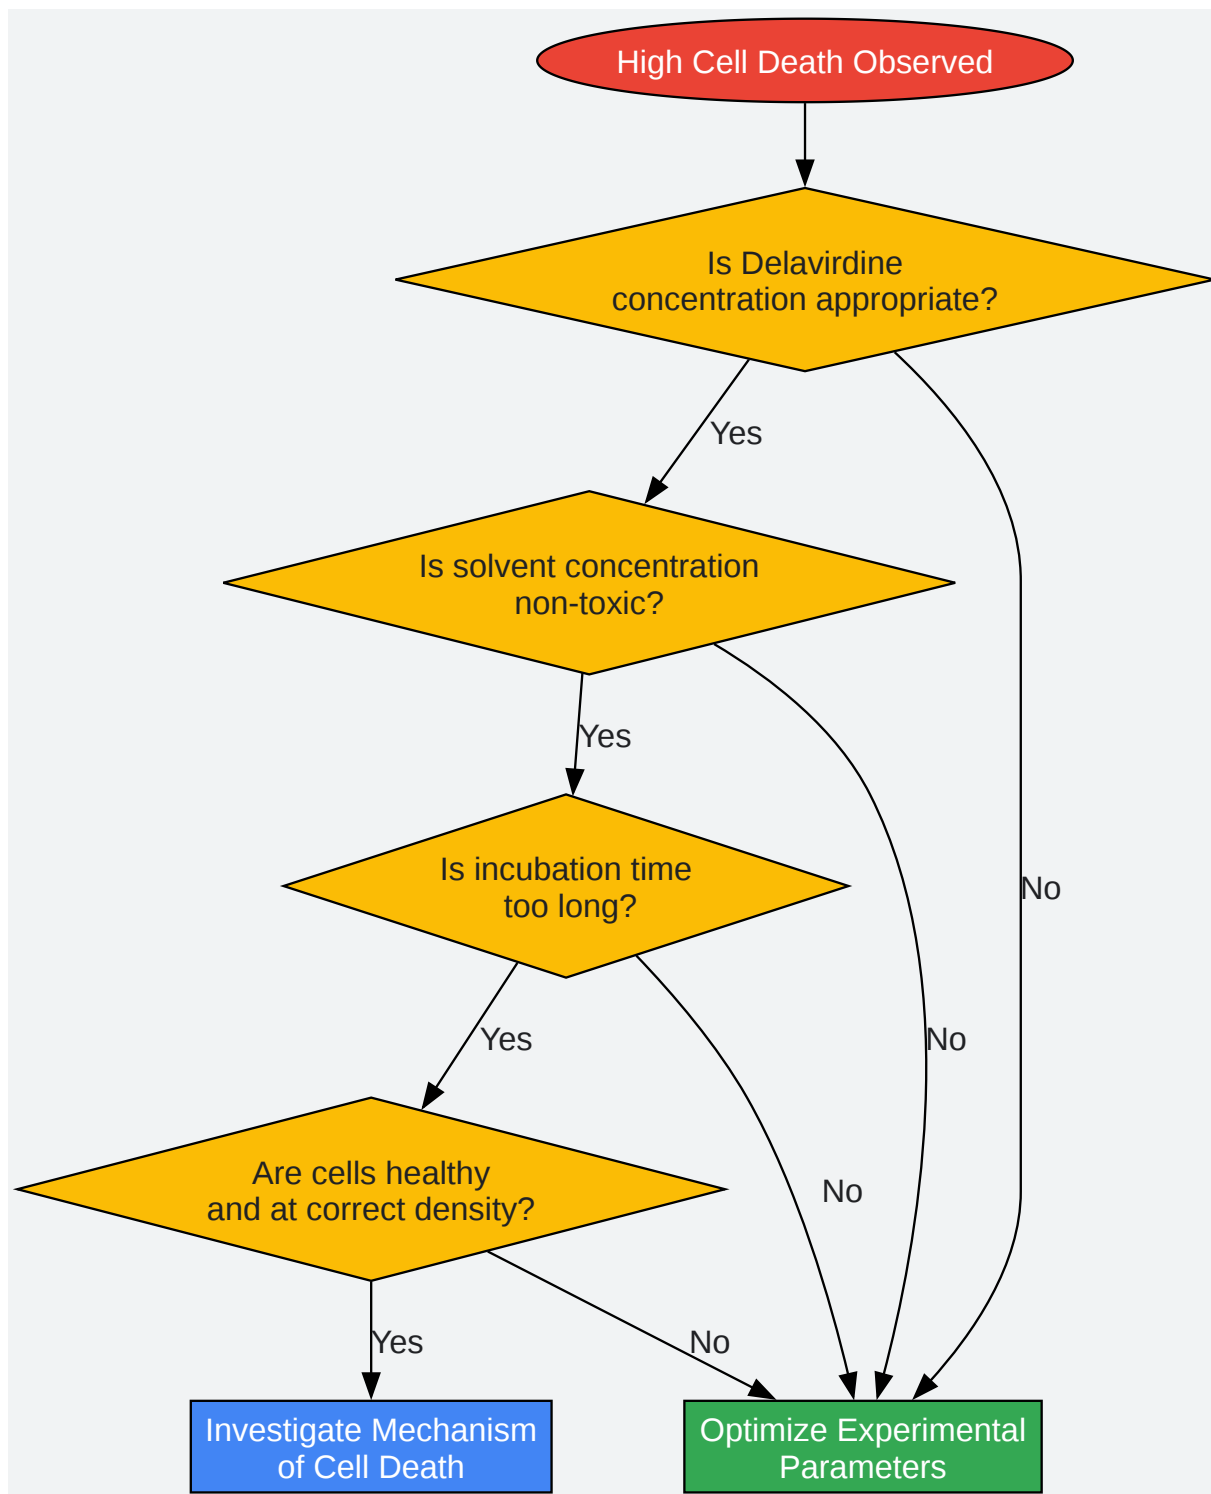 High Cell Death Observed
Is Delavirdine
concentration appropriate?
Yes
Is solvent concentration
non-toxic?
Yes
Is incubation time
too long?
No
Yes
No
Are cells healthy
and at correct density?
No
Yes
No
Investigate Mechanism
of Cell Death
Optimize Experimental
Parameters